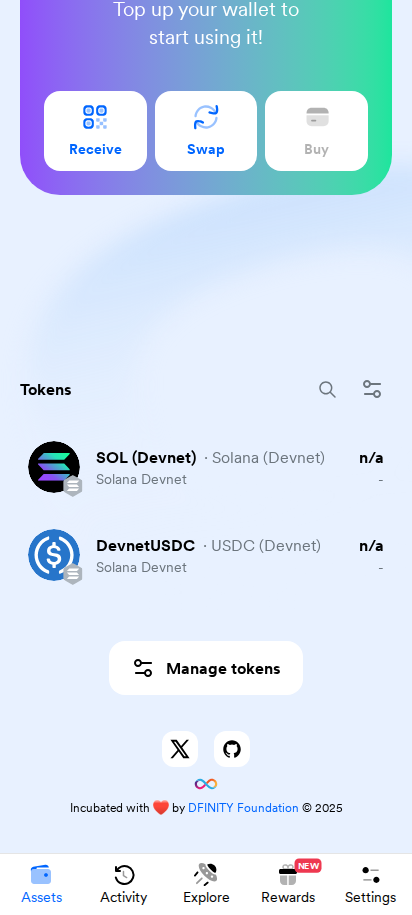 Top up your wallet to
start using it!
Receive
Swap
Buy
Tokens
SOL (Devnet) · Solana (Devnet) n/a
Solana Devnet -
DevnetUSDC · USDC (Devnet) n/a
Solana Devnet -
Manage tokens
Incubated with ❤️ by DFINITY Foundation © 2025
NEW
Assets
Activity
Explore
Rewards
Settings